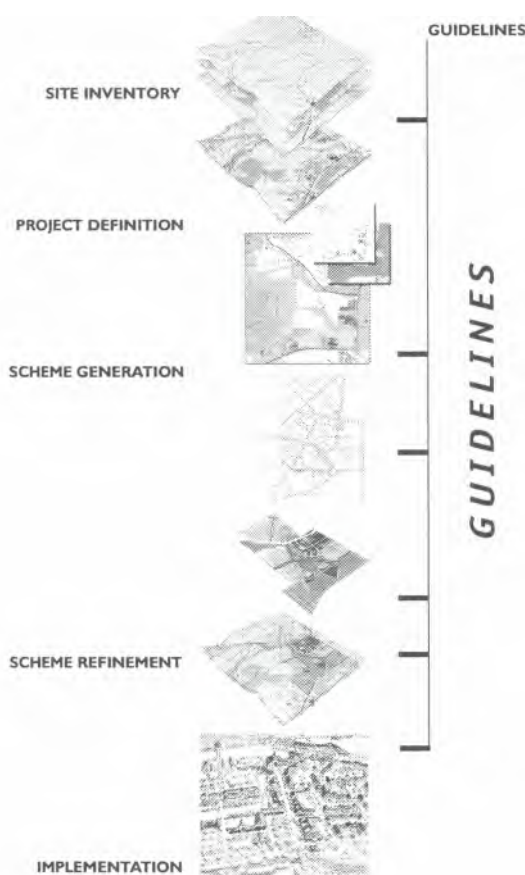 GUIDELINES
SITE INVENTORY
PROJECT DEFINITION
SCHEME GENERATION
GUIDELINES
SCHEME REFINEMENT
IMPLEMENTATION